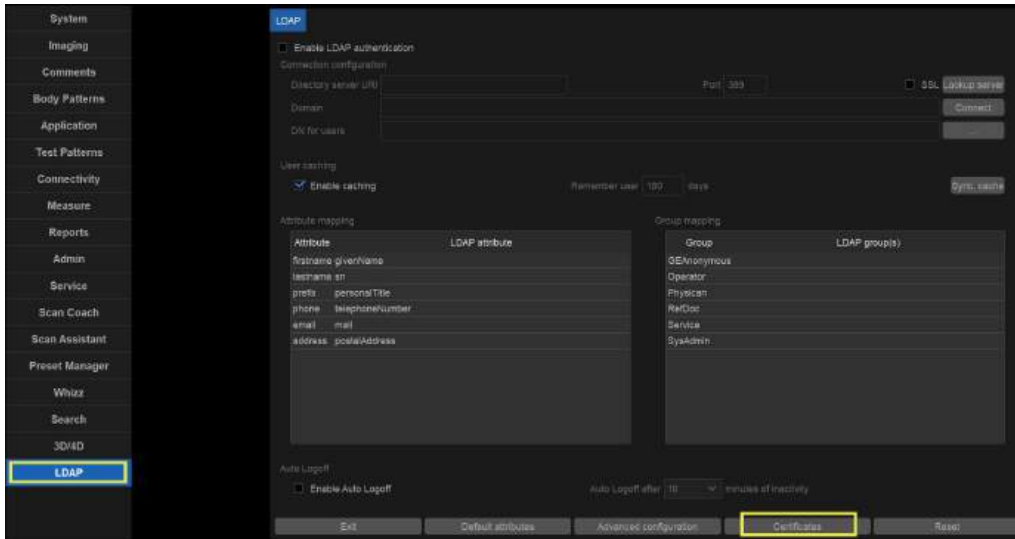 System
Imaging
Comments
Body Patterns
Application
Test Patterns
Connectivity
Measure
Reports
Admin
Service
Scan Coach
Scan Assistant
Preset Manager
Whizz
Search
3D/4D
LDAP
LDAP
Enable LDAP authentication
Connection configuration
Directory server URI Port 389 SSL Lookup server
Domain Connect
DN for users ...
User caching
Enable caching Remember user 180 days Sync. cache
Attribute mapping Group mapping
Attribute LDAP attribute Group LDAP group(s)
firstname givenName GEAnonymous
lastname sn Operator
prefix personalTitle Physican
phone telephoneNumber RefDoc
email mail Service
address postalAddress SysAdmin
Auto Logoff
Enable Auto Logoff Auto Logoff after 10 minutes of inactivity
Exit Default attributes Advanced configuration Certificates Reset